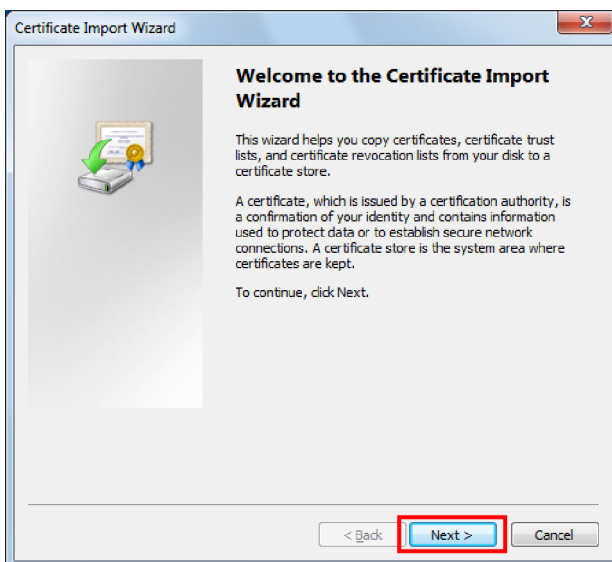 Certificate Import Wizard
Welcome to the Certificate Import
Wizard
This wizard helps you copy certificates, certificate trust
lists, and certificate revocation lists from your disk to a
certificate store.
A certificate, which is issued by a certification authority, is
a confirmation of your identity and contains information
used to protect data or to establish secure network
connections. A certificate store is the system area where
certificates are kept.
To continue, click Next.
< Back Next > Cancel